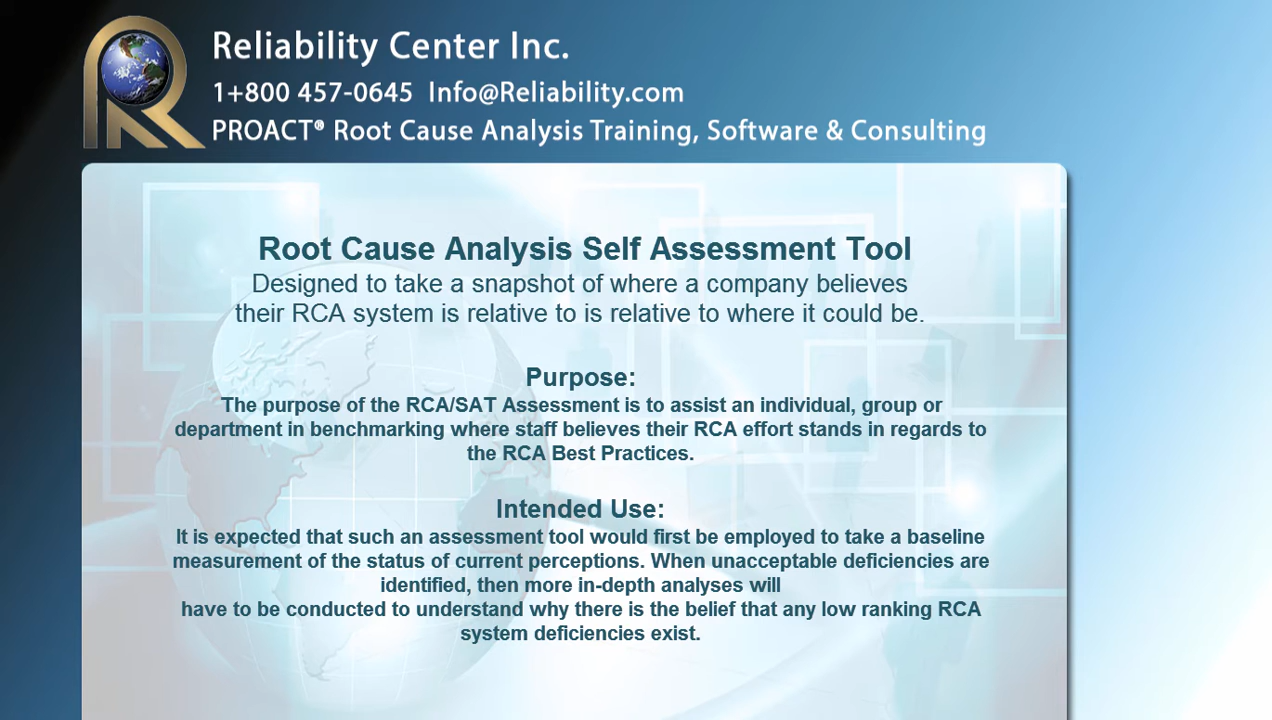 Reliability Center Inc.
1+800 457-0645 Info@Reliability.com
PROACT® Root Cause Analysis Training, Software & Consulting
Root Cause Analysis Self Assessment Tool
Designed to take a snapshot of where a company believes
their RCA system is relative to is relative to where it could be.
Purpose:
The purpose of the RCA/SAT Assessment is to assist an individual, group or
department in benchmarking where staff believes their RCA effort stands in regards to
the RCA Best Practices.
Intended Use:
It is expected that such an assessment tool would first be employed to take a baseline
measurement of the status of current perceptions. When unacceptable deficiencies are
identified, then more in-depth analyses will
have to be conducted to understand why there is the belief that any low ranking RCA
system deficiencies exist.